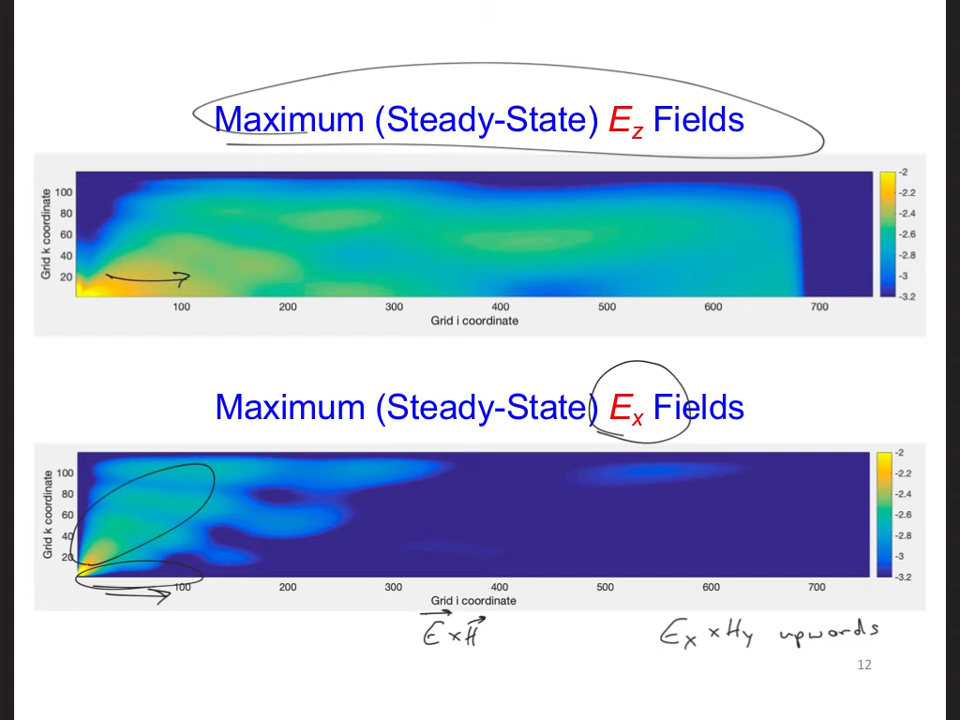 Maximum (Steady-State) Ez Fields
Grid k coordinate
100
80
60
40
20
100 200 300 400 500 600 700
Grid i coordinate
-2
-2.2
-2.4
-2.6
-2.8
-3
-3.2
Maximum (Steady-State) Ex Fields
Grid k coordinate
100
80
60
40
20
100 200 300 400 500 600 700
Grid i coordinate
-2
-2.2
-2.4
-2.6
-2.8
-3
-3.2
E × H
Ex × Hy upwards
12